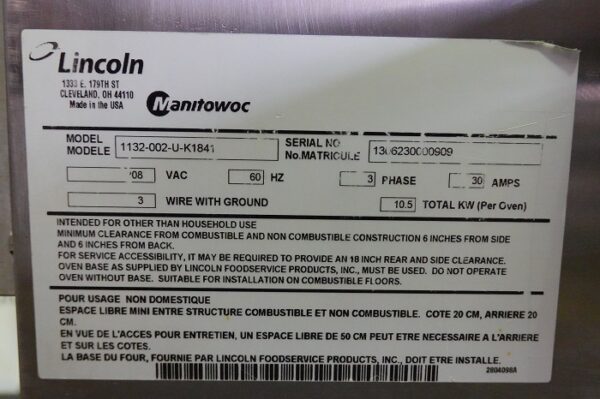 Lincoln
1333 E. 179TH ST
CLEVELAND, OH 44110
Made in the USA
Manitowoc
MODEL
MODELE
1132-002-U-K1841
SERIAL NO
No.MATRICULE
1306230000909
08 VAC 60 HZ 3 PHASE 30 AMPS
3 WIRE WITH GROUND 10.5 TOTAL KW (Per Oven)
INTENDED FOR OTHER THAN HOUSEHOLD USE
MINIMUM CLEARANCE FROM COMBUSTIBLE AND NON COMBUSTIBLE CONSTRUCTION 6 INCHES FROM SIDE
AND 6 INCHES FROM BACK.
FOR SERVICE ACCESSIBILITY, IT MAY BE REQUIRED TO PROVIDE AN 18 INCH REAR AND SIDE CLEARANCE.
OVEN BASE AS SUPPLIED BY LINCOLN FOODSERVICE PRODUCTS, INC., MUST BE USED. DO NOT OPERATE
OVEN WITHOUT BASE. SUITABLE FOR INSTALLATION ON COMBUSTIBLE FLOORS.
POUR USAGE NON DOMESTIQUE
ESPACE LIBRE MINI ENTRE STRUCTURE COMBUSTIBLE ET NON COMBUSTIBLE. COTE 20 CM, ARRIERE 20
CM.
EN VUE DE L'ACCES POUR ENTRETIEN, UN ESPACE LIBRE DE 50 CM PEUT ETRE NECESSAIRE A L'ARRIERE
ET SUR LES COTES.
LA BASE DU FOUR, FOURNIE PAR LINCOLN FOODSERVICE PRODUCTS, INC., DOIT ETRE INSTALLE.
2804098A